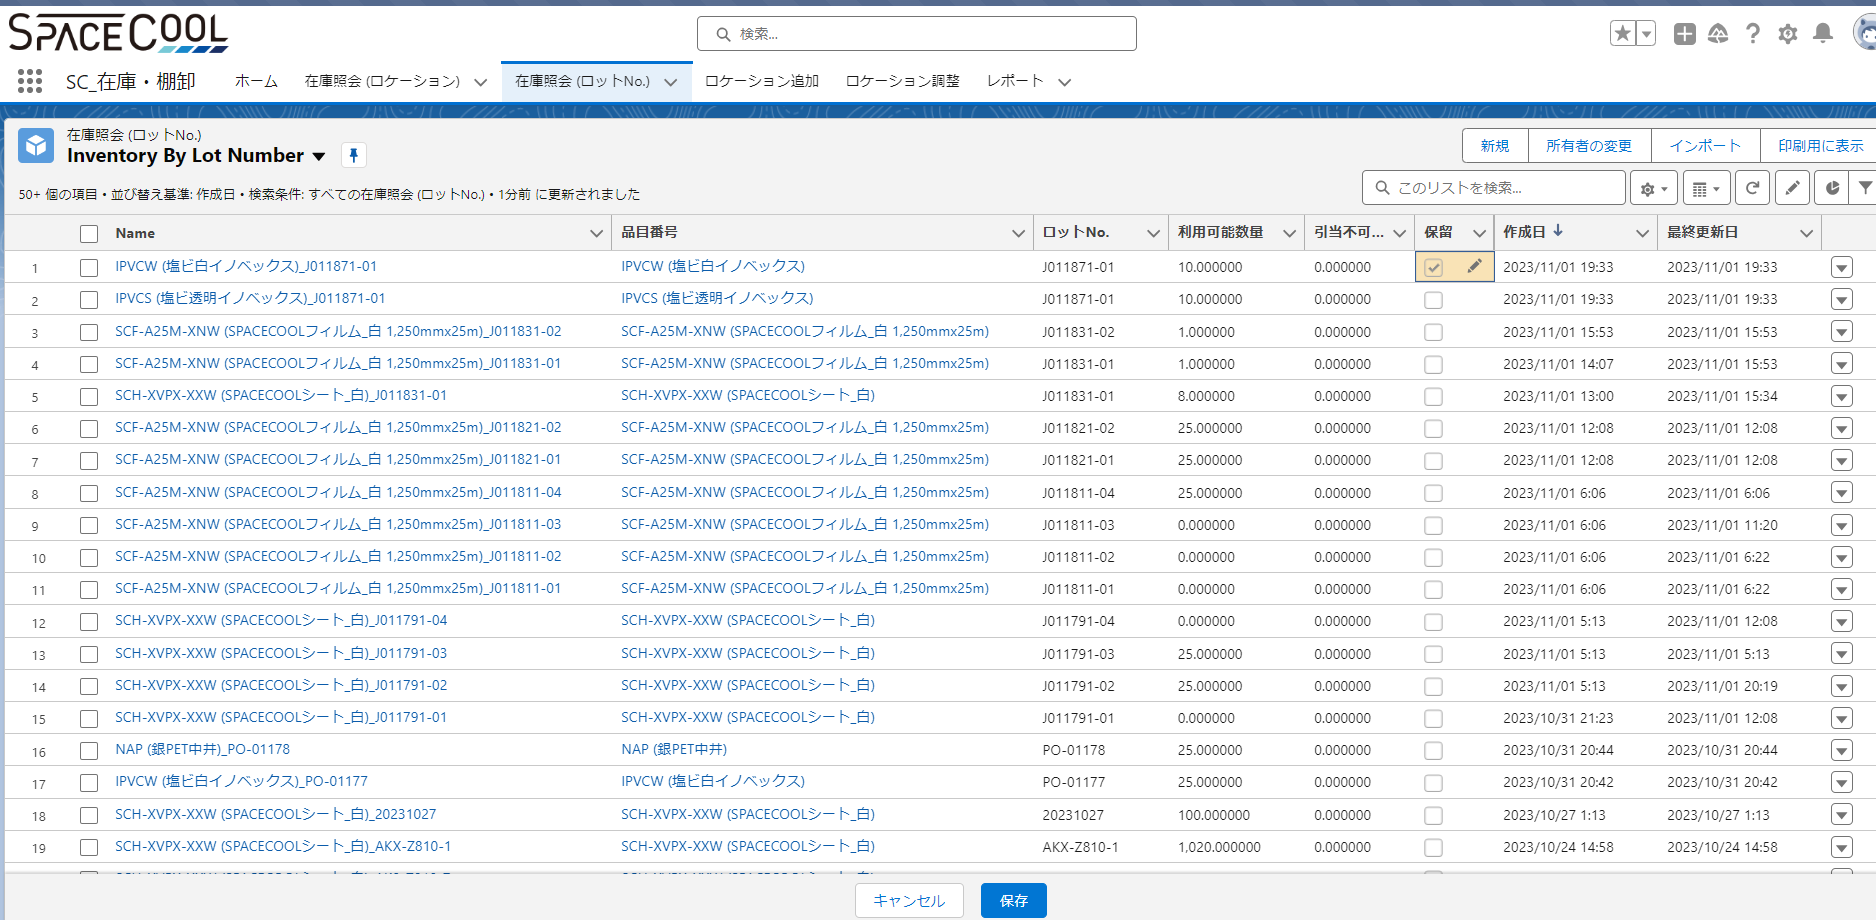 SPACECOOL
検索...
SC_在庫・棚卸 ホーム 在庫照会 (ロケーション) 在庫照会 (ロットNo.) ロケーション追加 ロケーション調整 レポート
在庫照会 (ロットNo.)
Inventory By Lot Number
新規 所有者の変更 インポート 印刷用に表示
50+ 個の項目・並び替え基準: 作成日・検索条件: すべての在庫照会 (ロットNo.)・1分前 に更新されました
このリストを検索...
Name 品目番号 ロットNo. 利用可能数量 引当不可... 保留 作成日 最終更新日
1 IPVCW (塩ビ白イノベックス)_J011871-01 IPVCW (塩ビ白イノベックス) J011871-01 10.000000 0.000000 2023/11/01 19:33 2023/11/01 19:33
2 IPVCS (塩ビ透明イノベックス)_J011871-01 IPVCS (塩ビ透明イノベックス) J011871-01 10.000000 0.000000 2023/11/01 19:33 2023/11/01 19:33
3 SCF-A25M-XNW (SPACECOOLフィルム_白 1,250mmx25m)_J011831-02 SCF-A25M-XNW (SPACECOOLフィルム_白 1,250mmx25m) J011831-02 1.000000 0.000000 2023/11/01 15:53 2023/11/01 15:53
4 SCF-A25M-XNW (SPACECOOLフィルム_白 1,250mmx25m)_J011831-01 SCF-A25M-XNW (SPACECOOLフィルム_白 1,250mmx25m) J011831-01 1.000000 0.000000 2023/11/01 14:07 2023/11/01 15:53
5 SCH-XVPX-XXW (SPACECOOLシート_白)_J011831-01 SCH-XVPX-XXW (SPACECOOLシート_白) J011831-01 8.000000 0.000000 2023/11/01 13:00 2023/11/01 15:34
6 SCF-A25M-XNW (SPACECOOLフィルム_白 1,250mmx25m)_J011821-02 SCF-A25M-XNW (SPACECOOLフィルム_白 1,250mmx25m) J011821-02 25.000000 0.000000 2023/11/01 12:08 2023/11/01 12:08
7 SCF-A25M-XNW (SPACECOOLフィルム_白 1,250mmx25m)_J011821-01 SCF-A25M-XNW (SPACECOOLフィルム_白 1,250mmx25m) J011821-01 25.000000 0.000000 2023/11/01 12:08 2023/11/01 12:08
8 SCF-A25M-XNW (SPACECOOLフィルム_白 1,250mmx25m)_J011811-04 SCF-A25M-XNW (SPACECOOLフィルム_白 1,250mmx25m) J011811-04 25.000000 0.000000 2023/11/01 6:06 2023/11/01 6:06
9 SCF-A25M-XNW (SPACECOOLフィルム_白 1,250mmx25m)_J011811-03 SCF-A25M-XNW (SPACECOOLフィルム_白 1,250mmx25m) J011811-03 0.000000 0.000000 2023/11/01 6:06 2023/11/01 11:20
10 SCF-A25M-XNW (SPACECOOLフィルム_白 1,250mmx25m)_J011811-02 SCF-A25M-XNW (SPACECOOLフィルム_白 1,250mmx25m) J011811-02 0.000000 0.000000 2023/11/01 6:06 2023/11/01 6:22
11 SCF-A25M-XNW (SPACECOOLフィルム_白 1,250mmx25m)_J011811-01 SCF-A25M-XNW (SPACECOOLフィルム_白 1,250mmx25m) J011811-01 0.000000 0.000000 2023/11/01 6:06 2023/11/01 6:22
12 SCH-XVPX-XXW (SPACECOOLシート_白)_J011791-04 SCH-XVPX-XXW (SPACECOOLシート_白) J011791-04 0.000000 0.000000 2023/11/01 5:13 2023/11/01 12:08
13 SCH-XVPX-XXW (SPACECOOLシート_白)_J011791-03 SCH-XVPX-XXW (SPACECOOLシート_白) J011791-03 25.000000 0.000000 2023/11/01 5:13 2023/11/01 5:13
14 SCH-XVPX-XXW (SPACECOOLシート_白)_J011791-02 SCH-XVPX-XXW (SPACECOOLシート_白) J011791-02 25.000000 0.000000 2023/11/01 5:13 2023/11/01 20:19
15 SCH-XVPX-XXW (SPACECOOLシート_白)_J011791-01 SCH-XVPX-XXW (SPACECOOLシート_白) J011791-01 0.000000 0.000000 2023/10/31 21:23 2023/11/01 12:08
16 NAP (銀PET中井)_PO-01178 NAP (銀PET中井) PO-01178 25.000000 0.000000 2023/10/31 20:44 2023/10/31 20:44
17 IPVCW (塩ビ白イノベックス)_PO-01177 IPVCW (塩ビ白イノベックス) PO-01177 25.000000 0.000000 2023/10/31 20:42 2023/10/31 20:42
18 SCH-XVPX-XXW (SPACECOOLシート_白)_20231027 SCH-XVPX-XXW (SPACECOOLシート_白) 20231027 100.000000 0.000000 2023/10/27 1:13 2023/10/27 1:13
19 SCH-XVPX-XXW (SPACECOOLシート_白)_AKX-Z810-1 SCH-XVPX-XXW (SPACECOOLシート_白) AKX-Z810-1 1,020.000000 0.000000 2023/10/24 14:58 2023/10/24 14:58
キャンセル 保存